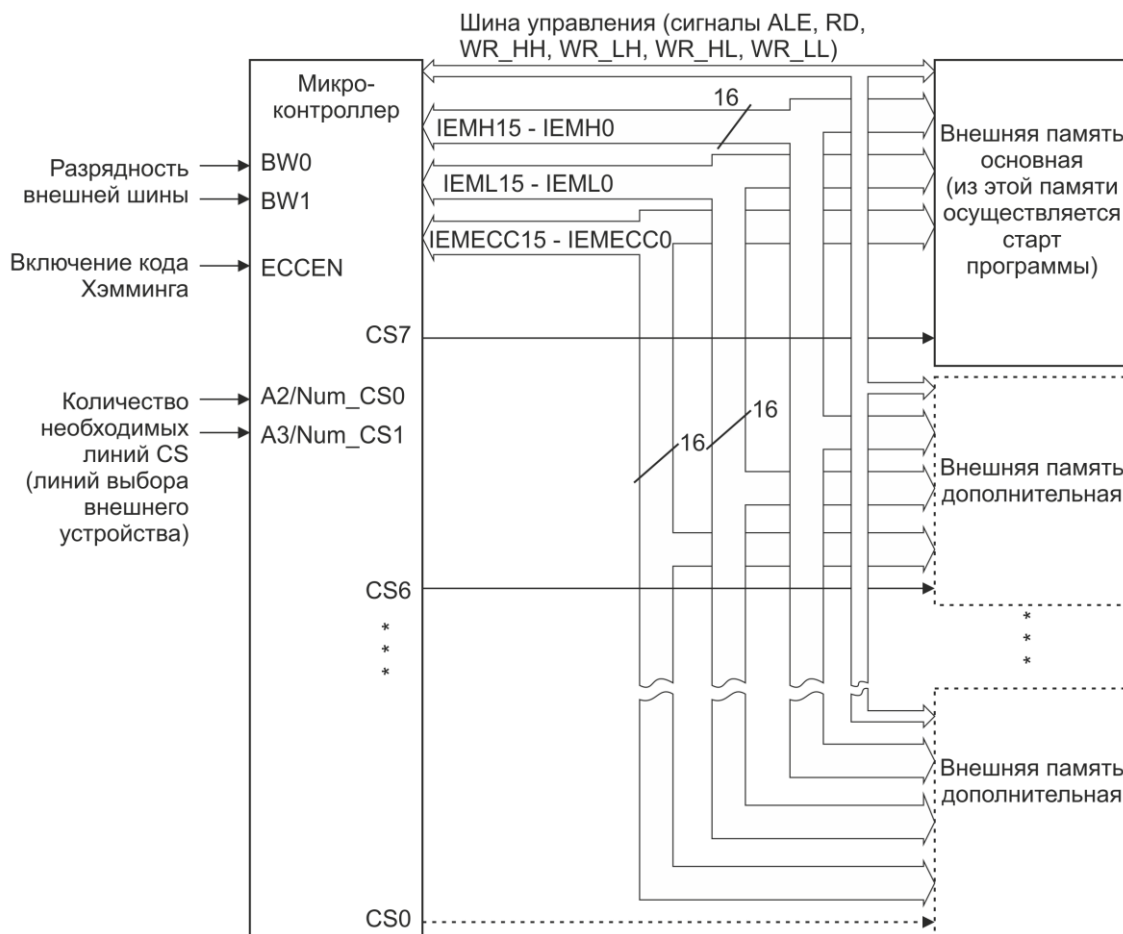 Шина управления (сигналы ALE, RD,
WR_HH, WR_LH, WR_HL, WR_LL)
Микро-
контроллер
16
IEMH15 - IEMH0
IEML15 - IEML0
IEMECC15 - IEMECC0
Разрядность
внешней шины
BW0
BW1
Включение кода
Хэмминга
ECCEN
CS7
Внешняя память
основная
(из этой памяти
осуществляется
старт
программы)
Количество
необходимых
линий CS
(линий выбора
внешнего
устройства)
A2/Num_CS0
A3/Num_CS1
16
16
Внешняя память
дополнительная
CS6
*
*
*
*
*
*
Внешняя память
дополнительная
CS0